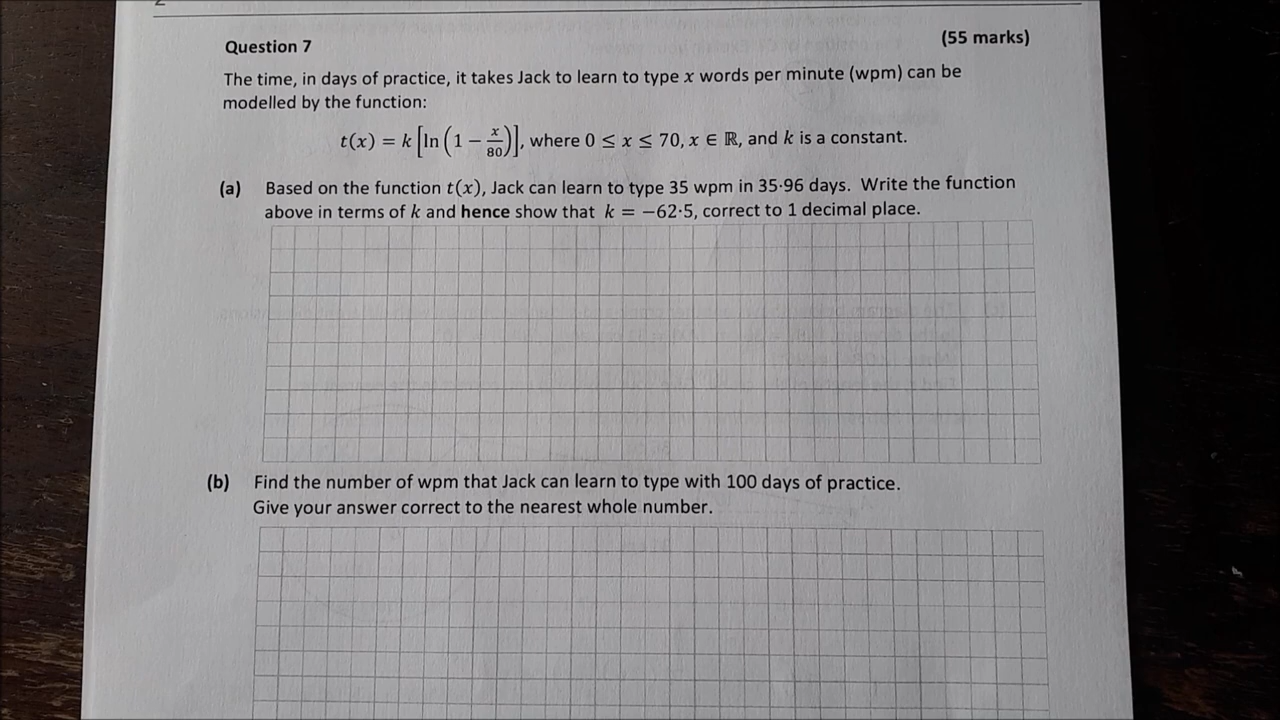 Question 7
(55 marks)
The time, in days of practice, it takes Jack to learn to type x words per minute (wpm) can be
modelled by the function:
t(x) = k [ln (1 − x/80)], where 0 ≤ x ≤ 70, x ∈ ℝ, and k is a constant.
(a) Based on the function t(x), Jack can learn to type 35 wpm in 35·96 days. Write the function
above in terms of k and hence show that k = −62·5, correct to 1 decimal place.
(b) Find the number of wpm that Jack can learn to type with 100 days of practice.
Give your answer correct to the nearest whole number.